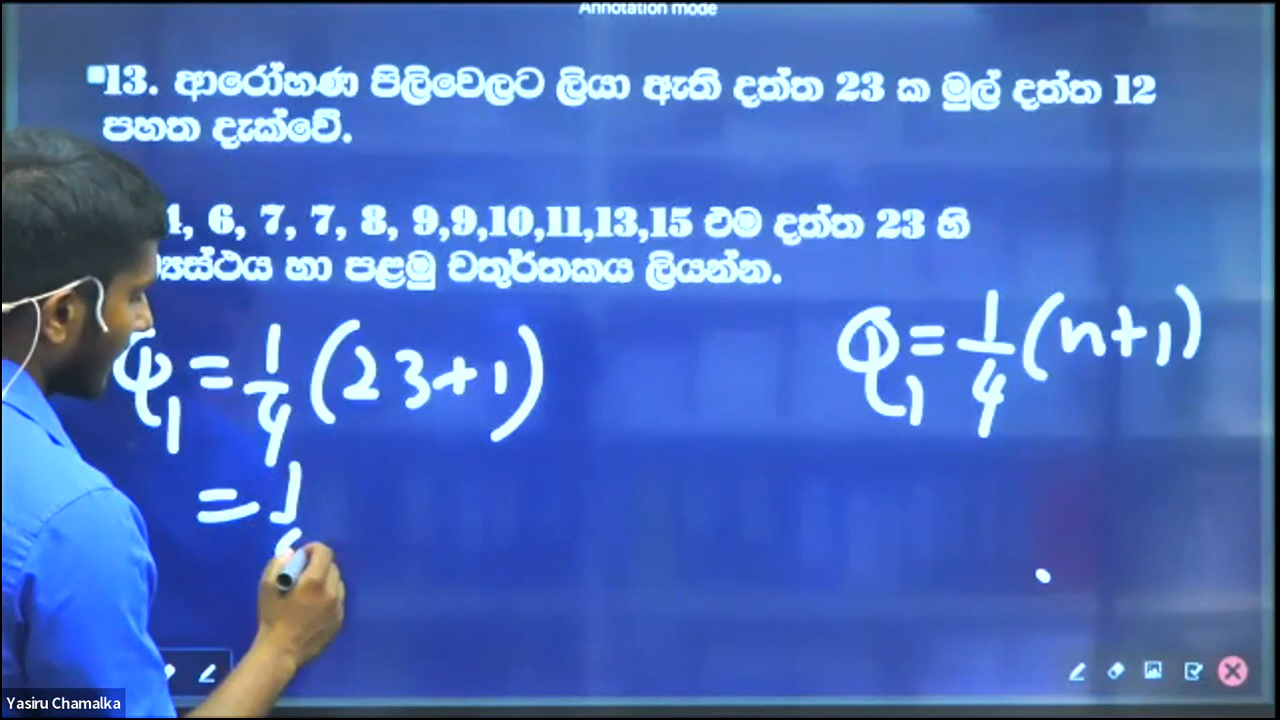 Annotation mode
13. ආරෝහණ පිලිවෙලට ලියා ඇති දත්ත 23 ක මුල් දත්ත 12
පහත දැක්වේ.
4, 6, 7, 7, 8, 9,9,10,11,13,15 එම දත්ත 23 හි
හා පළමු චතුර්තකය ලියන්න.
Q₁ = 1/4 (23+1)
Q₁ = 1/4 (n+1)
= 1
Yasiru Chamalka